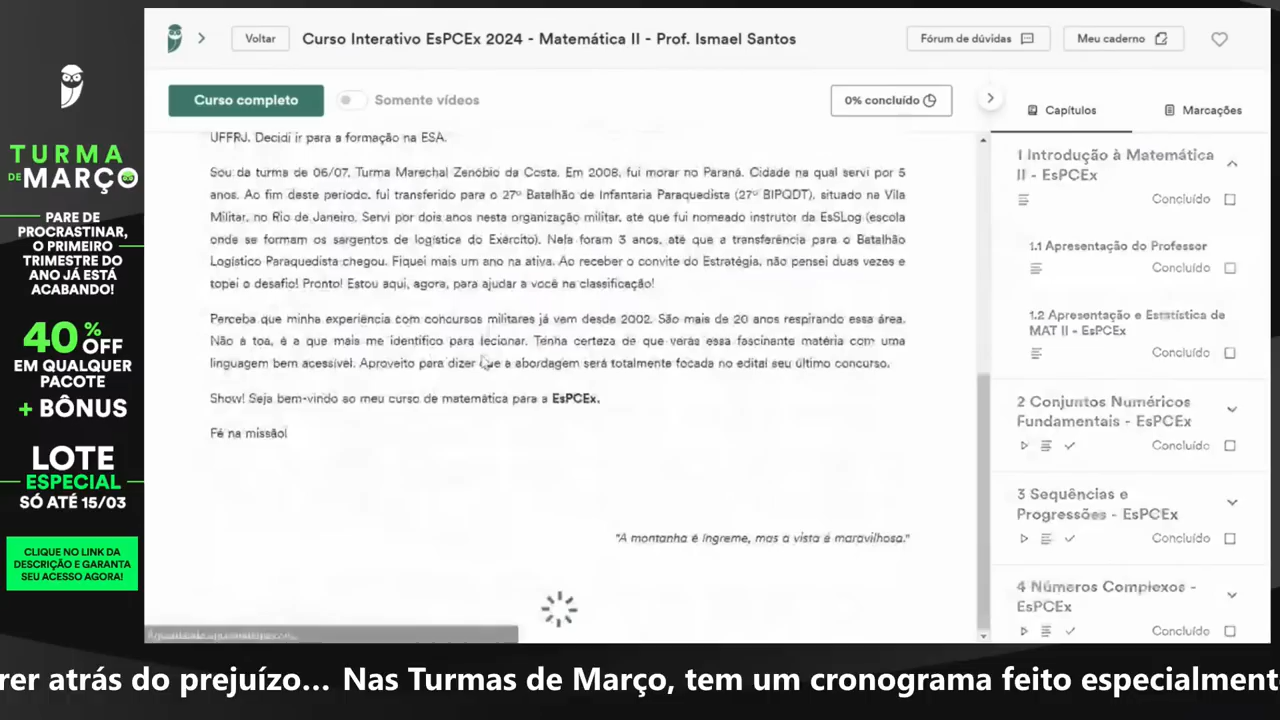 Voltar
Curso Interativo EsPCEx 2024 - Matemática II - Prof. Ismael Santos
Fórum de dúvidas
Meu caderno
Curso completo
Somente vídeos
0% concluído
Capítulos
Marcações
TURMA
DE MARÇO
PARE DE
PROCRASTINAR,
O PRIMEIRO
TRIMESTRE DO
ANO JÁ ESTÁ
ACABANDO!
40% OFF
EM QUALQUER
PACOTE
+ BÔNUS
LOTE
ESPECIAL
SÓ ATÉ 15/03
CLIQUE NO LINK DA
DESCRIÇÃO E GARANTA
SEU ACESSO AGORA!
UFFRJ. Decidi ir para a formação na ESA.
Sou da turma de 06/07, Turma Marechal Zenóbio da Costa. Em 2008, fui morar no Paraná. Cidade na qual servi por 5
anos. Ao fim deste período, fui transferido para o 27º Batalhão de Infantaria Paraquedista (27º BIPQDT), situado na Vila
Militar, no Rio de Janeiro. Servi por dois anos nesta organização militar, até que fui nomeado instrutor da EsSLog (escola
onde se formam os sargentos de logística do Exército). Nela foram 3 anos, até que a transferência para o Batalhão
Logístico Paraquedista chegou. Fiquei mais um ano na ativa. Ao receber o convite do Estratégia, não pensei duas vezes e
topei o desafio! Pronto! Estou aqui, agora, para ajudar a você na classificação!
Perceba que minha experiência com concursos militares já vem desde 2002. São mais de 20 anos respirando essa área.
Não à toa, é a que mais me identifico para lecionar. Tenha certeza de que verás essa fascinante matéria com uma
linguagem bem acessível. Aproveito para dizer que a abordagem será totalmente focada no edital seu último concurso.
Show! Seja bem-vindo ao meu curso de matemática para a EsPCEx.
Fé na missão!
"A montanha é íngreme, mas a vista é maravilhosa."
1 Introdução à Matemática
II - EsPCEx
Concluído
1.1 Apresentação do Professor
Concluído
1.2 Apresentação e Estatística de
MAT II - EsPCEx
Concluído
2 Conjuntos Numéricos
Fundamentais - EsPCEx
Concluído
3 Sequências e
Progressões - EsPCEx
Concluído
4 Números Complexos -
EsPCEx
Concluído
rer atrás do prejuízo... Nas Turmas de Março, tem um cronograma feito especialment